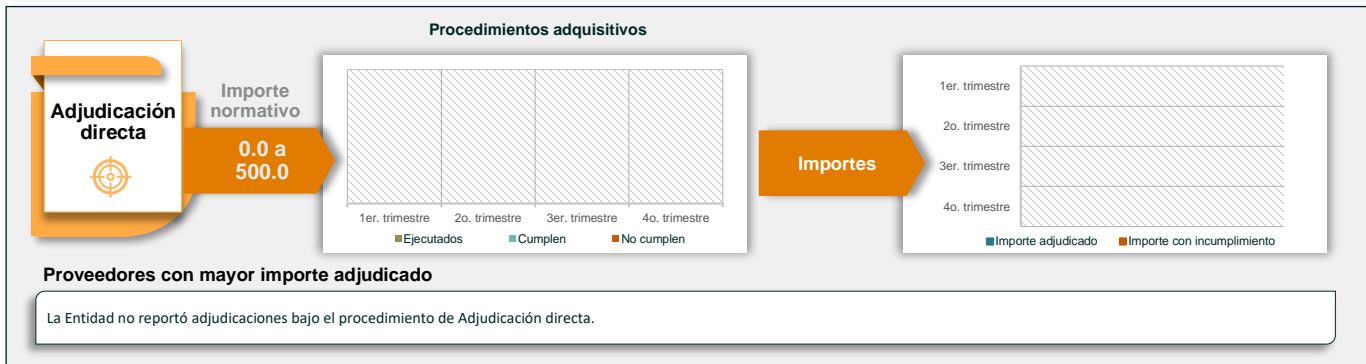 Procedimientos adquisitivos
Adjudicación
directa
Importe
normativo
0.0 a
500.0
1er. trimestre
2o. trimestre
3er. trimestre
4o. trimestre
Ejecutados
Cumplen
No cumplen
Importes
1er. trimestre
2o. trimestre
3er. trimestre
4o. trimestre
Importe adjudicado
Importe con incumplimiento
Proveedores con mayor importe adjudicado
La Entidad no reportó adjudicaciones bajo el procedimiento de Adjudicación directa.